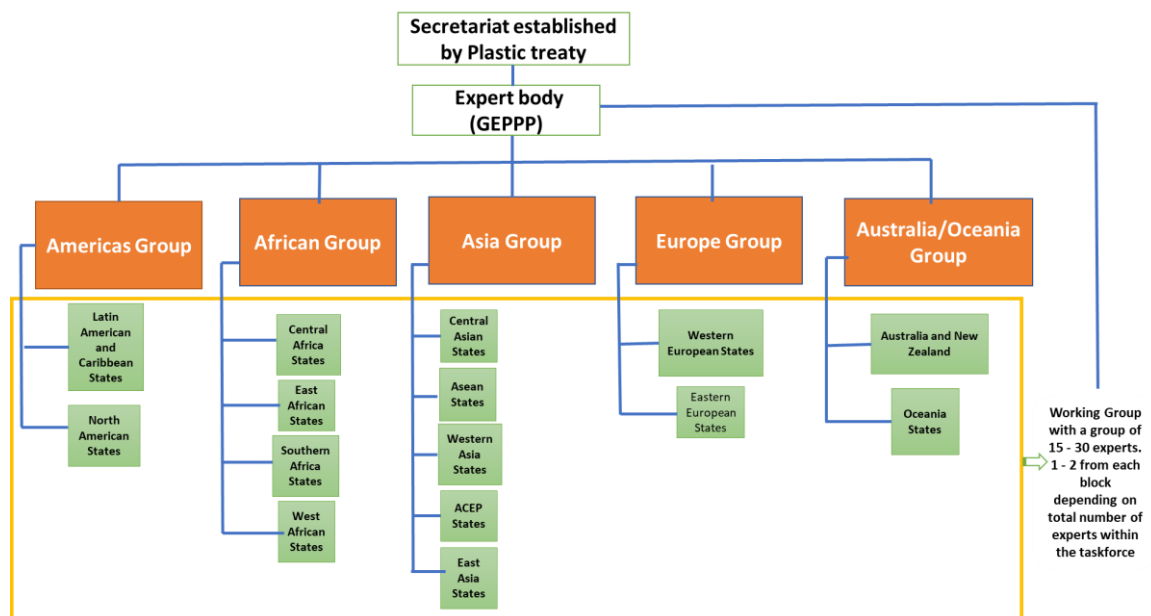 Secretariat established
by Plastic treaty
Expert body
(GEPPP)
Americas Group
African Group
Asia Group
Europe Group
Australia/Oceania
Group
Latin
American
and
Caribbean
States
North
American
States
Central
Africa
States
East
African
States
Southern
Africa
States
West
African
States
Central
Asian
States
Asean
States
Western
Asia
States
ACEP
States
East
Asia
States
Western
European States
Eastern
European
States
Australia and New
Zealand
Oceania
States
Working Group
with a group of
15 - 30 experts.
1 - 2 from each
block
depending on
total number of
experts within
the taskforce